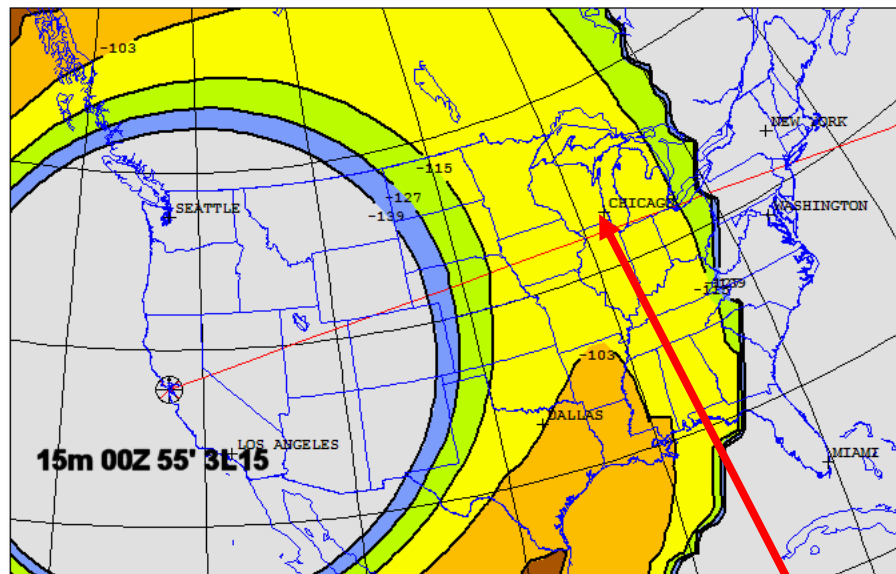 -103
NEW YORK
-115
-127
-139
SEATTLE
CHICAGO
WASHINGTON
-103
DALLAS
LOS ANGELES
15m 00Z 55' 3L15
MIAMI